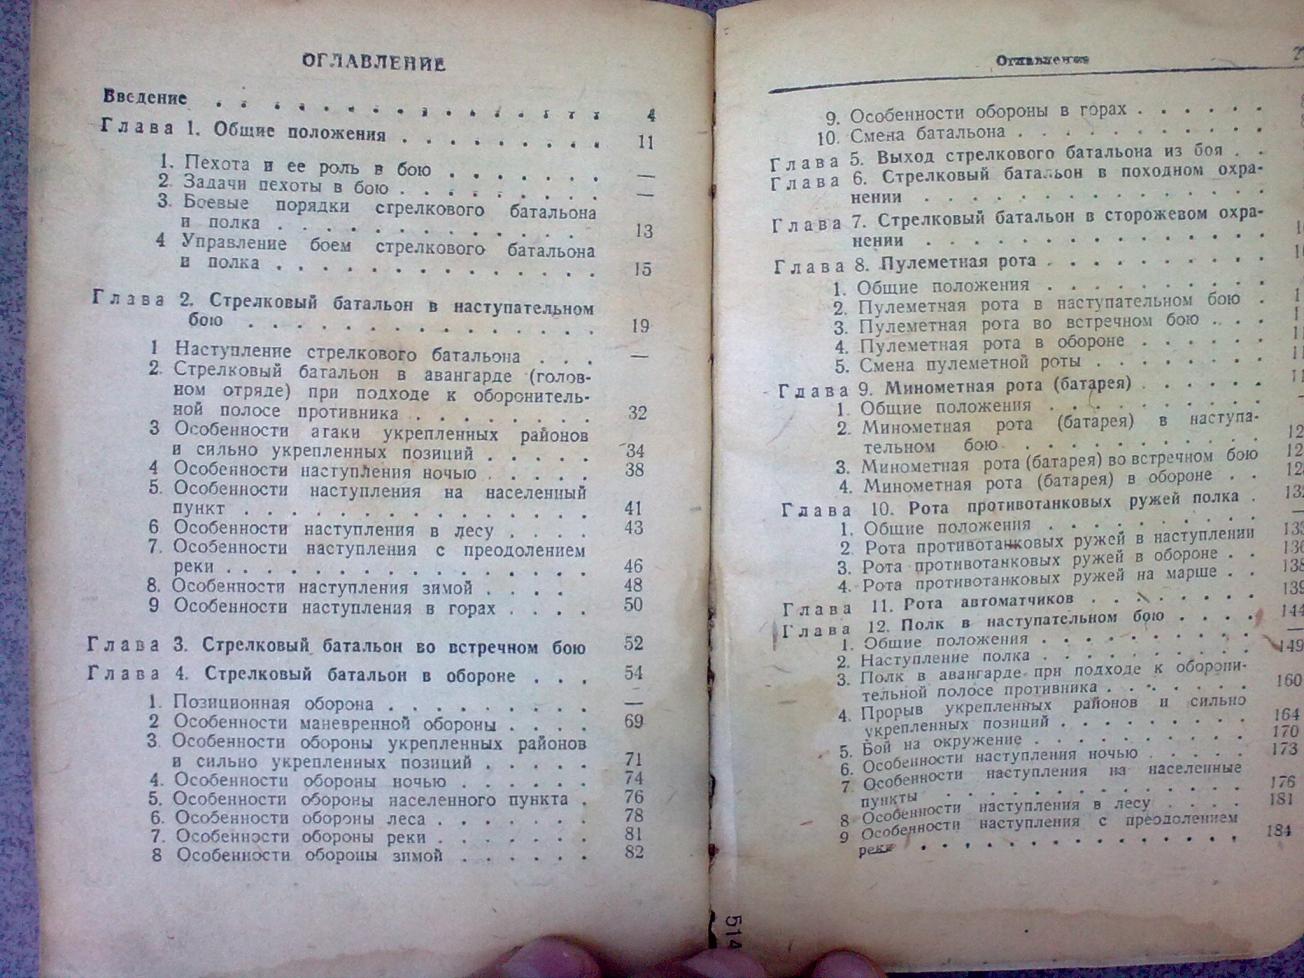 ОГЛАВЛЕНИЕ
Введение . . . . . . . . . . . . . . 4
Глава 1. Общие положения . . . . . . . . . 11
1. Пехота и ее роль в бою . . . . . . . —
2. Задачи пехоты в бою . . . . . . . . —
3. Боевые порядки стрелкового батальона
и полка . . . . . . . . . . . . . 13
4 Управление боем стрелкового батальона
и полка . . . . . . . . . . . . . 15
Глава 2. Стрелковый батальон в наступательном
бою . . . . . . . . . . . . . . 19
1 Наступление стрелкового батальона . . . —
2. Стрелковый батальон в авангарде (голов-
ном отряде) при подходе к оборонитель-
ной полосе противника . . . . . . . . 32
3 Особенности атаки укрепленных районов
и сильно укрепленных позиций . . . . . 34
4 Особенности наступления ночью . . . . . 38
5. Особенности наступления на населенный
пункт . . . . . . . . . . . . . . 41
6 Особенности наступления в лесу . . . . 43
7. Особенности наступления с преодолением
реки . . . . . . . . . . . . . . 46
8. Особенности наступления зимой . . . . 48
9 Особенности наступления в горах . . . . 50
Глава 3. Стрелковый батальон во встречном бою 52
Глава 4. Стрелковый батальон в обороне . . . 54
1. Позиционная оборона . . . . . . . . . —
2 Особенности маневренной обороны . . . . 69
3. Особенности обороны укрепленных районов
и сильно укрепленных позиций . . . . . 71
4. Особенности обороны ночью . . . . . . 74
5. Особенности обороны населенного пункта . 76
6. Особенности обороны леса . . . . . . . 78
7. Особенности обороны реки . . . . . . . 81
8 Особенности обороны зимой . . . . . . 82
Оглавление
9. Особенности обороны в горах . . . . . .
10. Смена батальона . . . . . . . . . . .
Глава 5. Выход стрелкового батальона из боя . .
Глава 6. Стрелковый батальон в походном охра-
нении . . . . . . . . . . . . . .
Глава 7. Стрелковый батальон в сторожевом охра-
нении . . . . . . . . . . . . . .
Глава 8. Пулеметная рота . . . . . . . . .
1. Общие положения . . . . . . . . . .
2. Пулеметная рота в наступательном бою .
3. Пулеметная рота во встречном бою . . .
4. Пулеметная рота в обороне . . . . . .
5. Смена пулеметной роты . . . . . . . .
Глава 9. Минометная рота (батарея) . . . . . .
1. Общие положения . . . . . . . . . .
2. Минометная рота (батарея) в наступа-
тельном бою . . . . . . . . . . .
3. Минометная рота (батарея) во встречном бою
4. Минометная рота (батарея) в обороне . .
Глава 10. Рота противотанковых ружей полка .
1. Общие положения . . . . . . . . . . —
2. Рота противотанковых ружей в наступлении
3. Рота противотанковых ружей в обороне . .
4. Рота противотанковых ружей на марше . . 138
Глава 11. Рота автоматчиков . . . . . . . . 139
Глава 12. Полк в наступательном бою . . . . 144
1. Общие положения . . . . . . . . . . —
2. Наступление полка . . . . . . . . . . 149
3. Полк в авангарде при подходе к оборони-
тельной полосе противника . . . . . . . 160
4. Прорыв укрепленных районов и сильно
укрепленных позиций . . . . . . . . . 164
5. Бой на окружение . . . . . . . . . . 170
6. Особенности наступления ночью . . . . . 173
7. Особенности наступления на населенные
пункты . . . . . . . . . . . . . 176
8 Особенности наступления в лесу . . . . 181
9 Особенности наступления с преодолением
реки . . . . . . . . . . . . . . 184
514